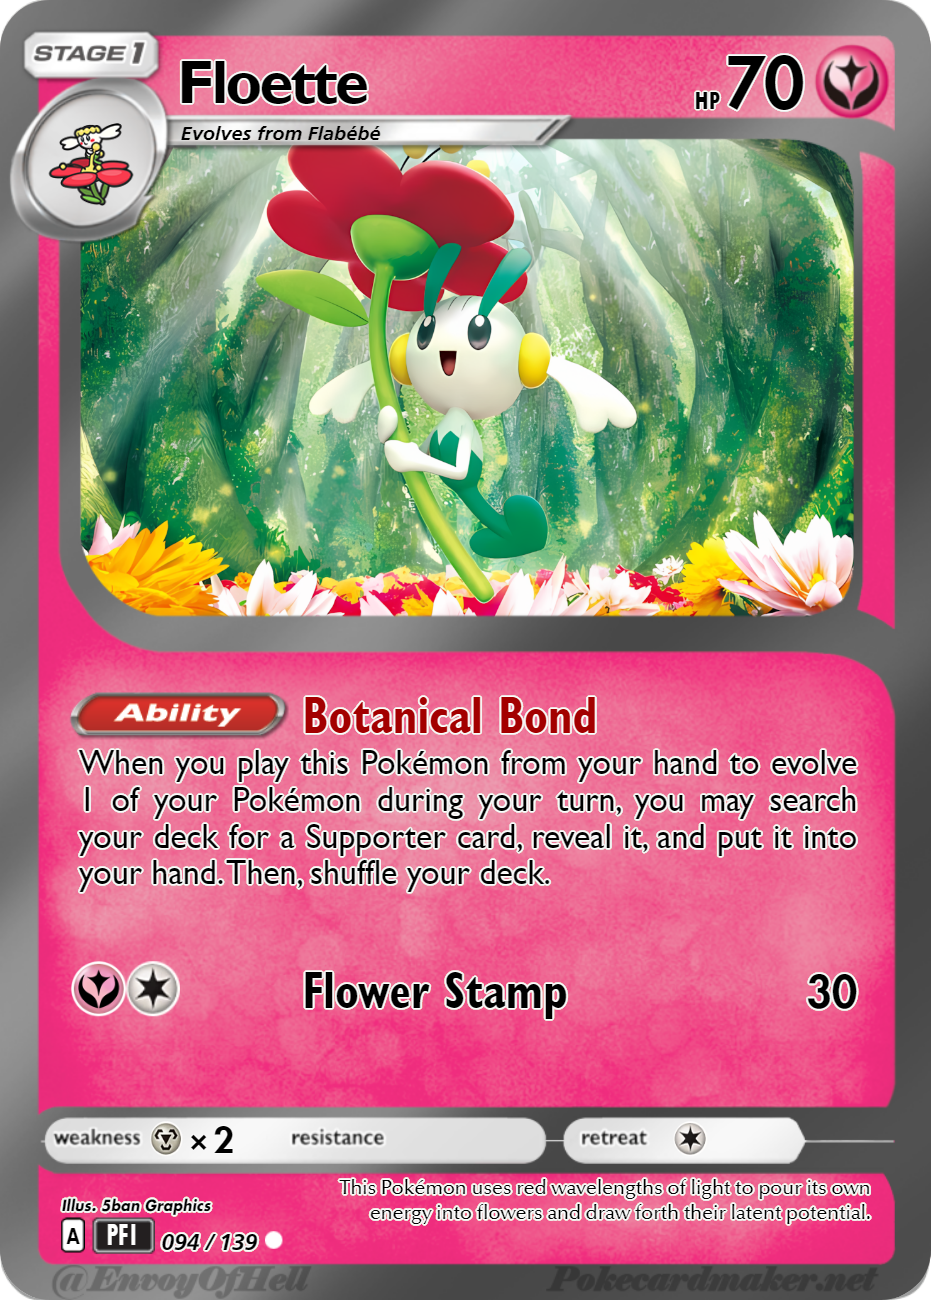 STAGE 1
Floette
HP 70
Evolves from Flabébé
Ability Botanical Bond
When you play this Pokémon from your hand to evolve
1 of your Pokémon during your turn, you may search
your deck for a Supporter card, reveal it, and put it into
your hand. Then, shuffle your deck.
Flower Stamp 30
weakness × 2 resistance retreat
This Pokémon uses red wavelengths of light to pour its own
energy into flowers and draw forth their latent potential.
Illus. 5ban Graphics
A PFI 094 / 139
@EnvoyOfHell Pokecardmaker.net